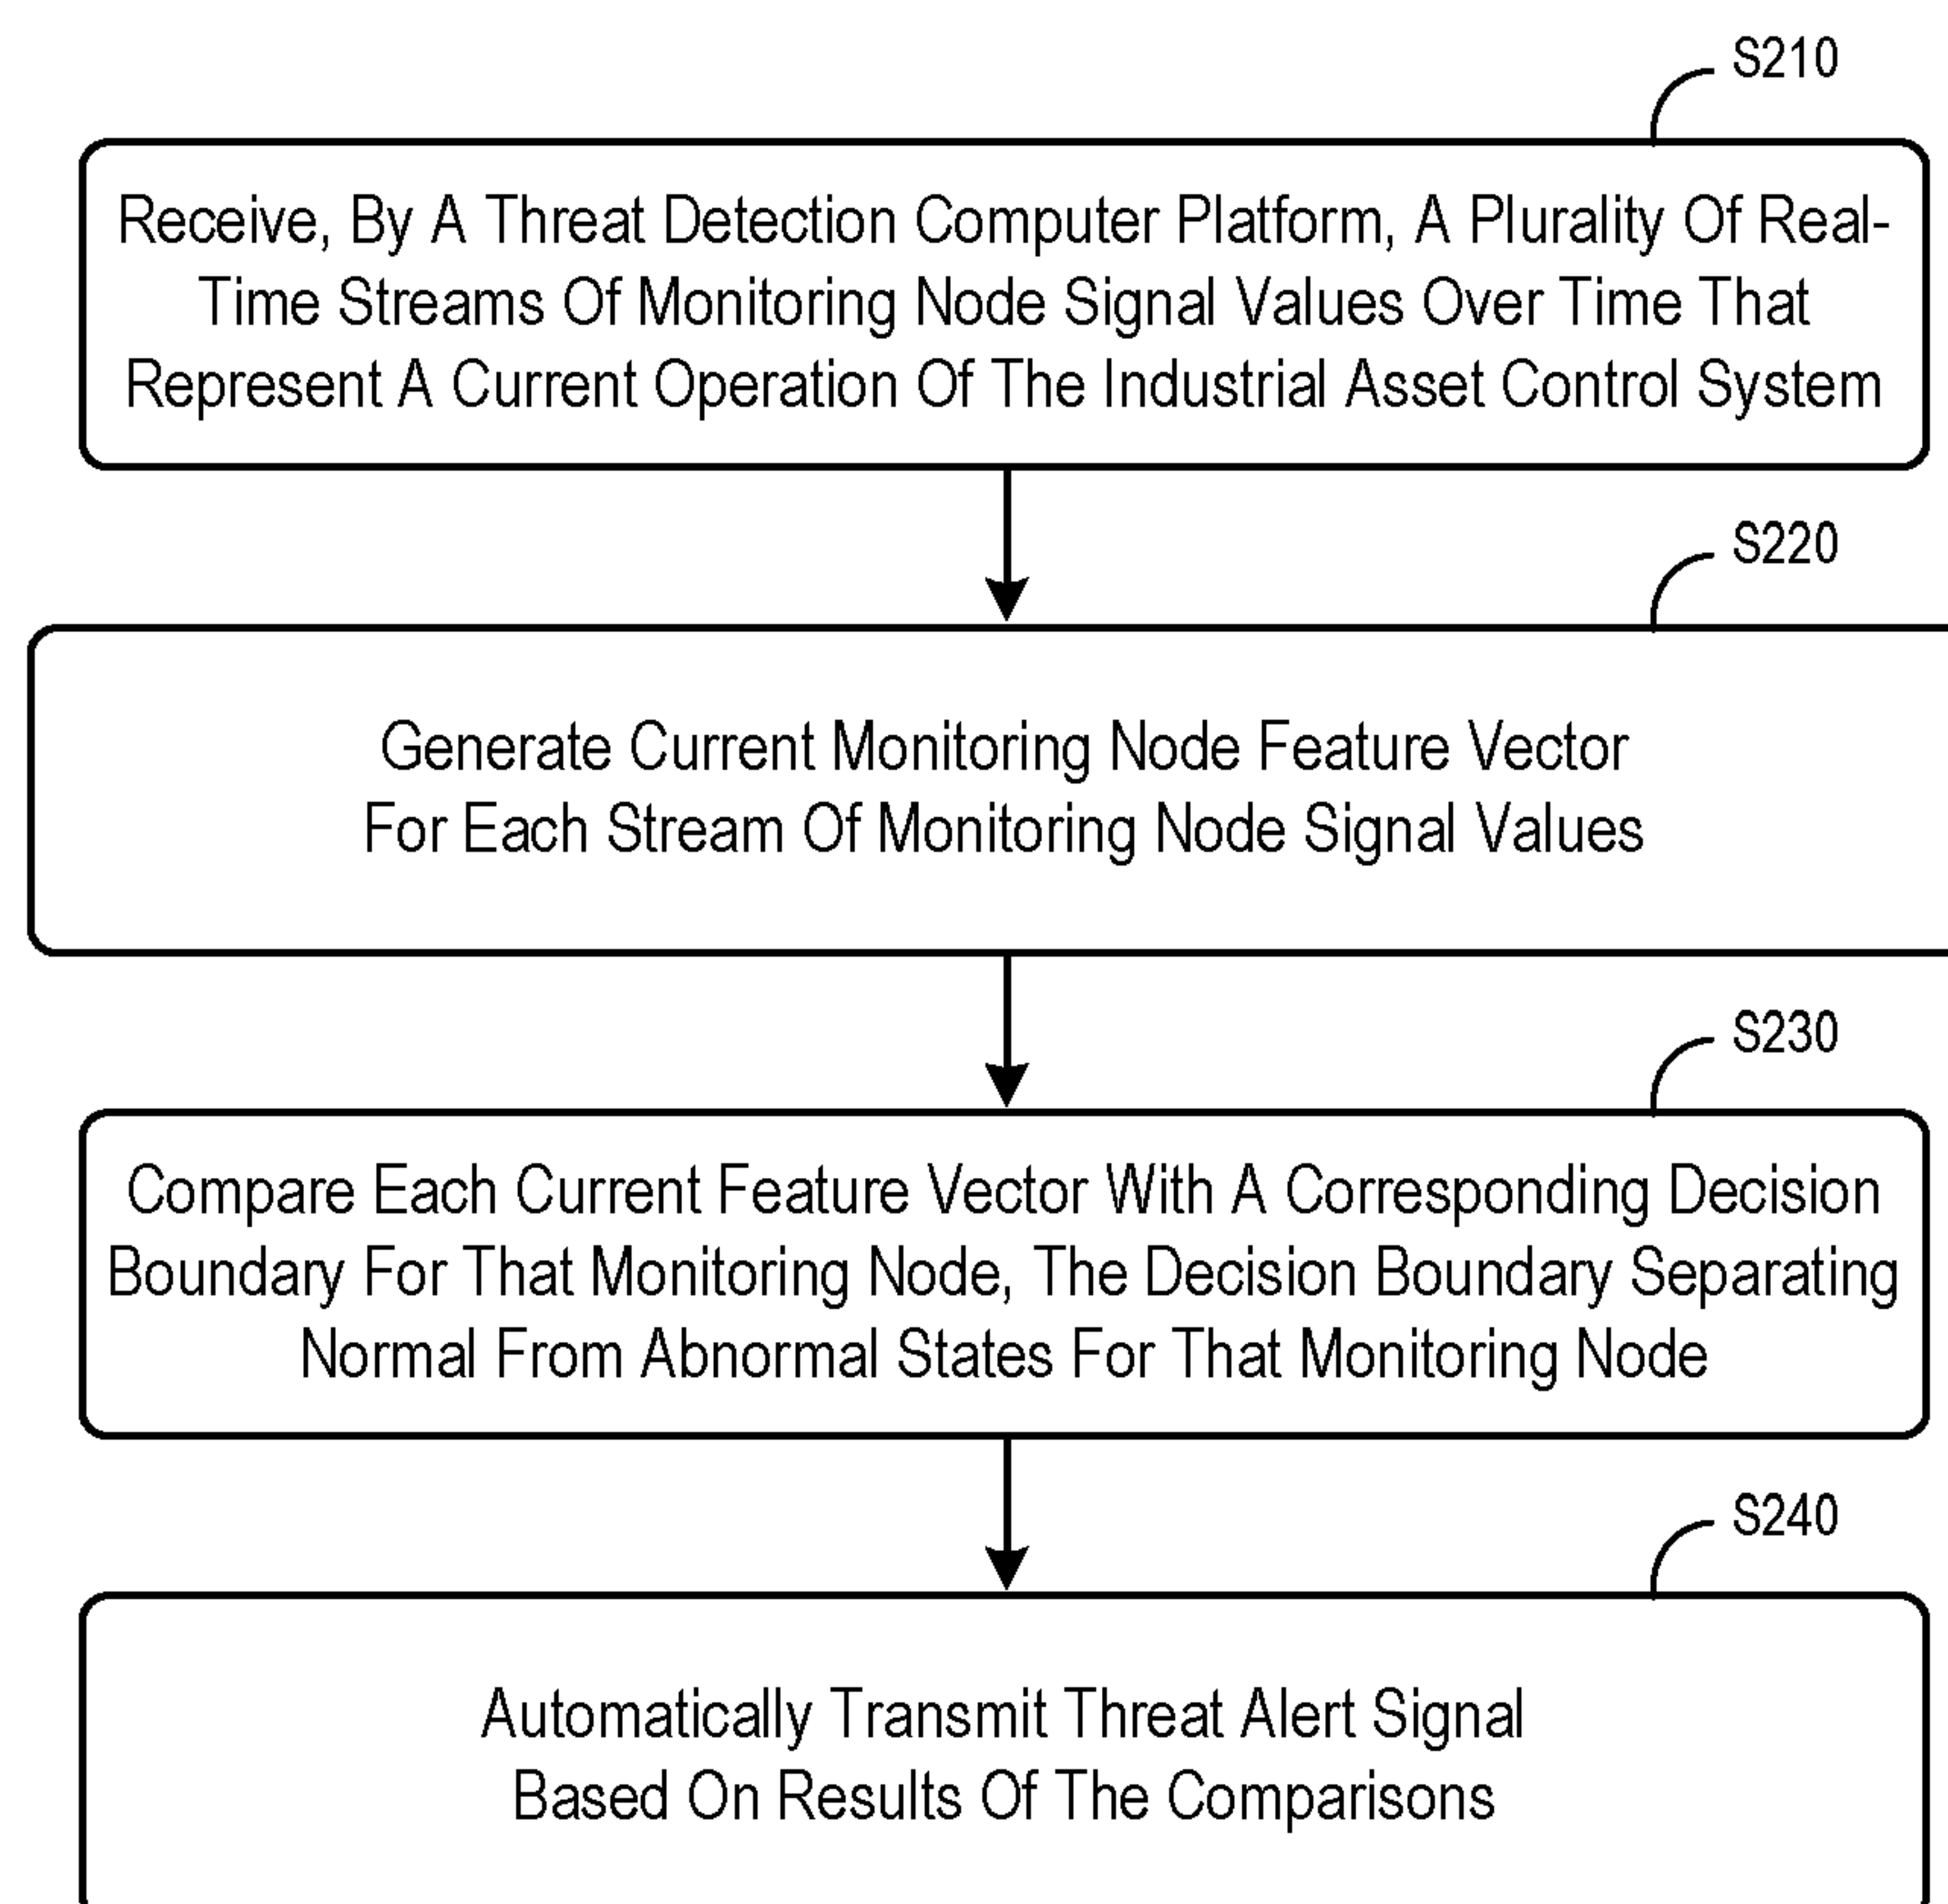 S210
Receive, By A Threat Detection Computer Platform, A Plurality Of Real-
Time Streams Of Monitoring Node Signal Values Over Time That
Represent A Current Operation Of The Industrial Asset Control System
S220
Generate Current Monitoring Node Feature Vector
For Each Stream Of Monitoring Node Signal Values
S230
Compare Each Current Feature Vector With A Corresponding Decision
Boundary For That Monitoring Node, The Decision Boundary Separating
Normal From Abnormal States For That Monitoring Node
S240
Automatically Transmit Threat Alert Signal
Based On Results Of The Comparisons